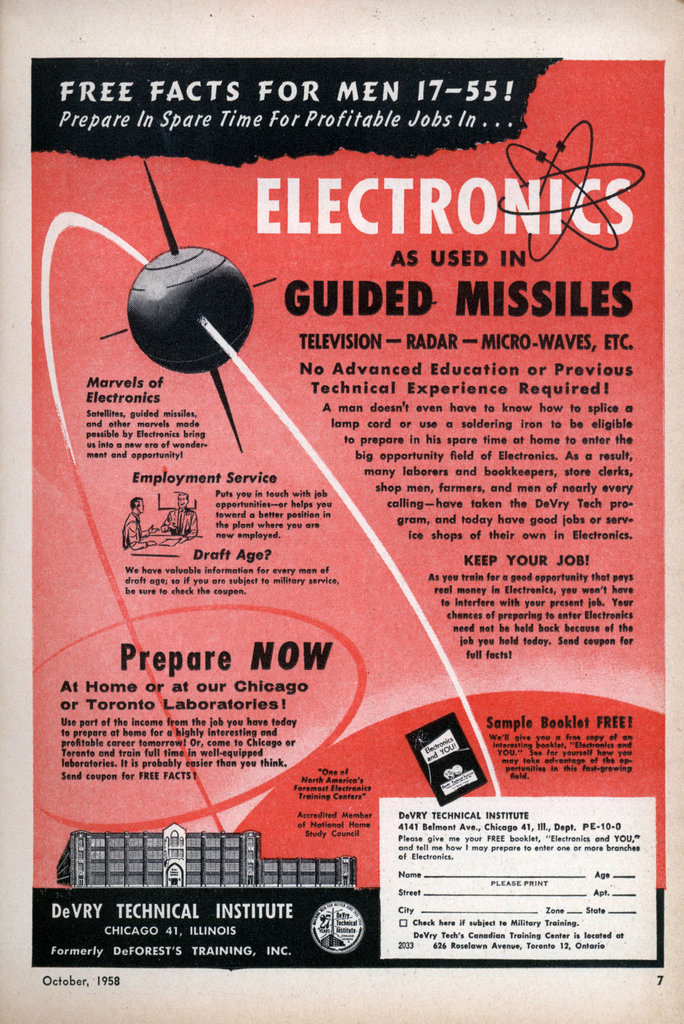 FREE FACTS FOR MEN 17–55!
Prepare In Spare Time For Profitable Jobs In . . .
ELECTRONICS
AS USED IN
GUIDED MISSILES
TELEVISION — RADAR — MICRO-WAVES, ETC.
No Advanced Education or Previous
Technical Experience Required!
A man doesn't even have to know how to splice a
lamp cord or use a soldering iron to be eligible
to prepare in his spare time at home to enter the
big opportunity field of Electronics. As a result,
many laborers and bookkeepers, store clerks,
shop men, farmers, and men of nearly every
calling—have taken the DeVry Tech pro-
gram, and today have good jobs or serv-
ice shops of their own in Electronics.
Marvels of
Electronics
Satellites, guided missiles,
and other marvels made
possible by Electronics bring
us into a new era of wonder-
ment and opportunity!
Employment Service
Puts you in touch with job
opportunities—or helps you
toward a better position in
the plant where you are
now employed.
Draft Age?
We have valuable information for every man of
draft age; so if you are subject to military service,
be sure to check the coupon.
KEEP YOUR JOB!
As you train for a good opportunity that pays
real money in Electronics, you won't have
to interfere with your present job. Your
chances of preparing to enter Electronics
need not be held back because of the
job you hold today. Send coupon for
full facts!
Prepare NOW
At Home or at our Chicago
or Toronto Laboratories!
Use part of the income from the job you have today
to prepare at home for a highly interesting and
profitable career tomorrow! Or, come to Chicago or
Toronto and train full time in well-equipped
laboratories. It is probably easier than you think.
Send coupon for FREE FACTS!
Electronics
and YOU!
Sample Booklet FREE!
We'll give you a free copy of an
interesting booklet, "Electronics and
YOU." See for yourself how you
may take advantage of the op-
portunities in this fast-growing
field.
"One of
North America's
Foremost Electronics
Training Centers"
Accredited Member
of National Home
Study Council
DeVRY TECHNICAL INSTITUTE
CHICAGO 41, ILLINOIS
Formerly DeFOREST'S TRAINING, INC.
DeVry
Technical
Institute
DeVRY TECHNICAL INSTITUTE
4141 Belmont Ave., Chicago 41, Ill., Dept. PE-10-O
Please give me your FREE booklet, "Electronics and YOU,"
and tell me how I may prepare to enter one or more branches
of Electronics.
Name Age
PLEASE PRINT
Street Apt.
City Zone State
Check here if subject to Military Training.
DeVry Tech's Canadian Training Center is located at
2033 626 Roselawn Avenue, Toronto 12, Ontario
October, 1958 7